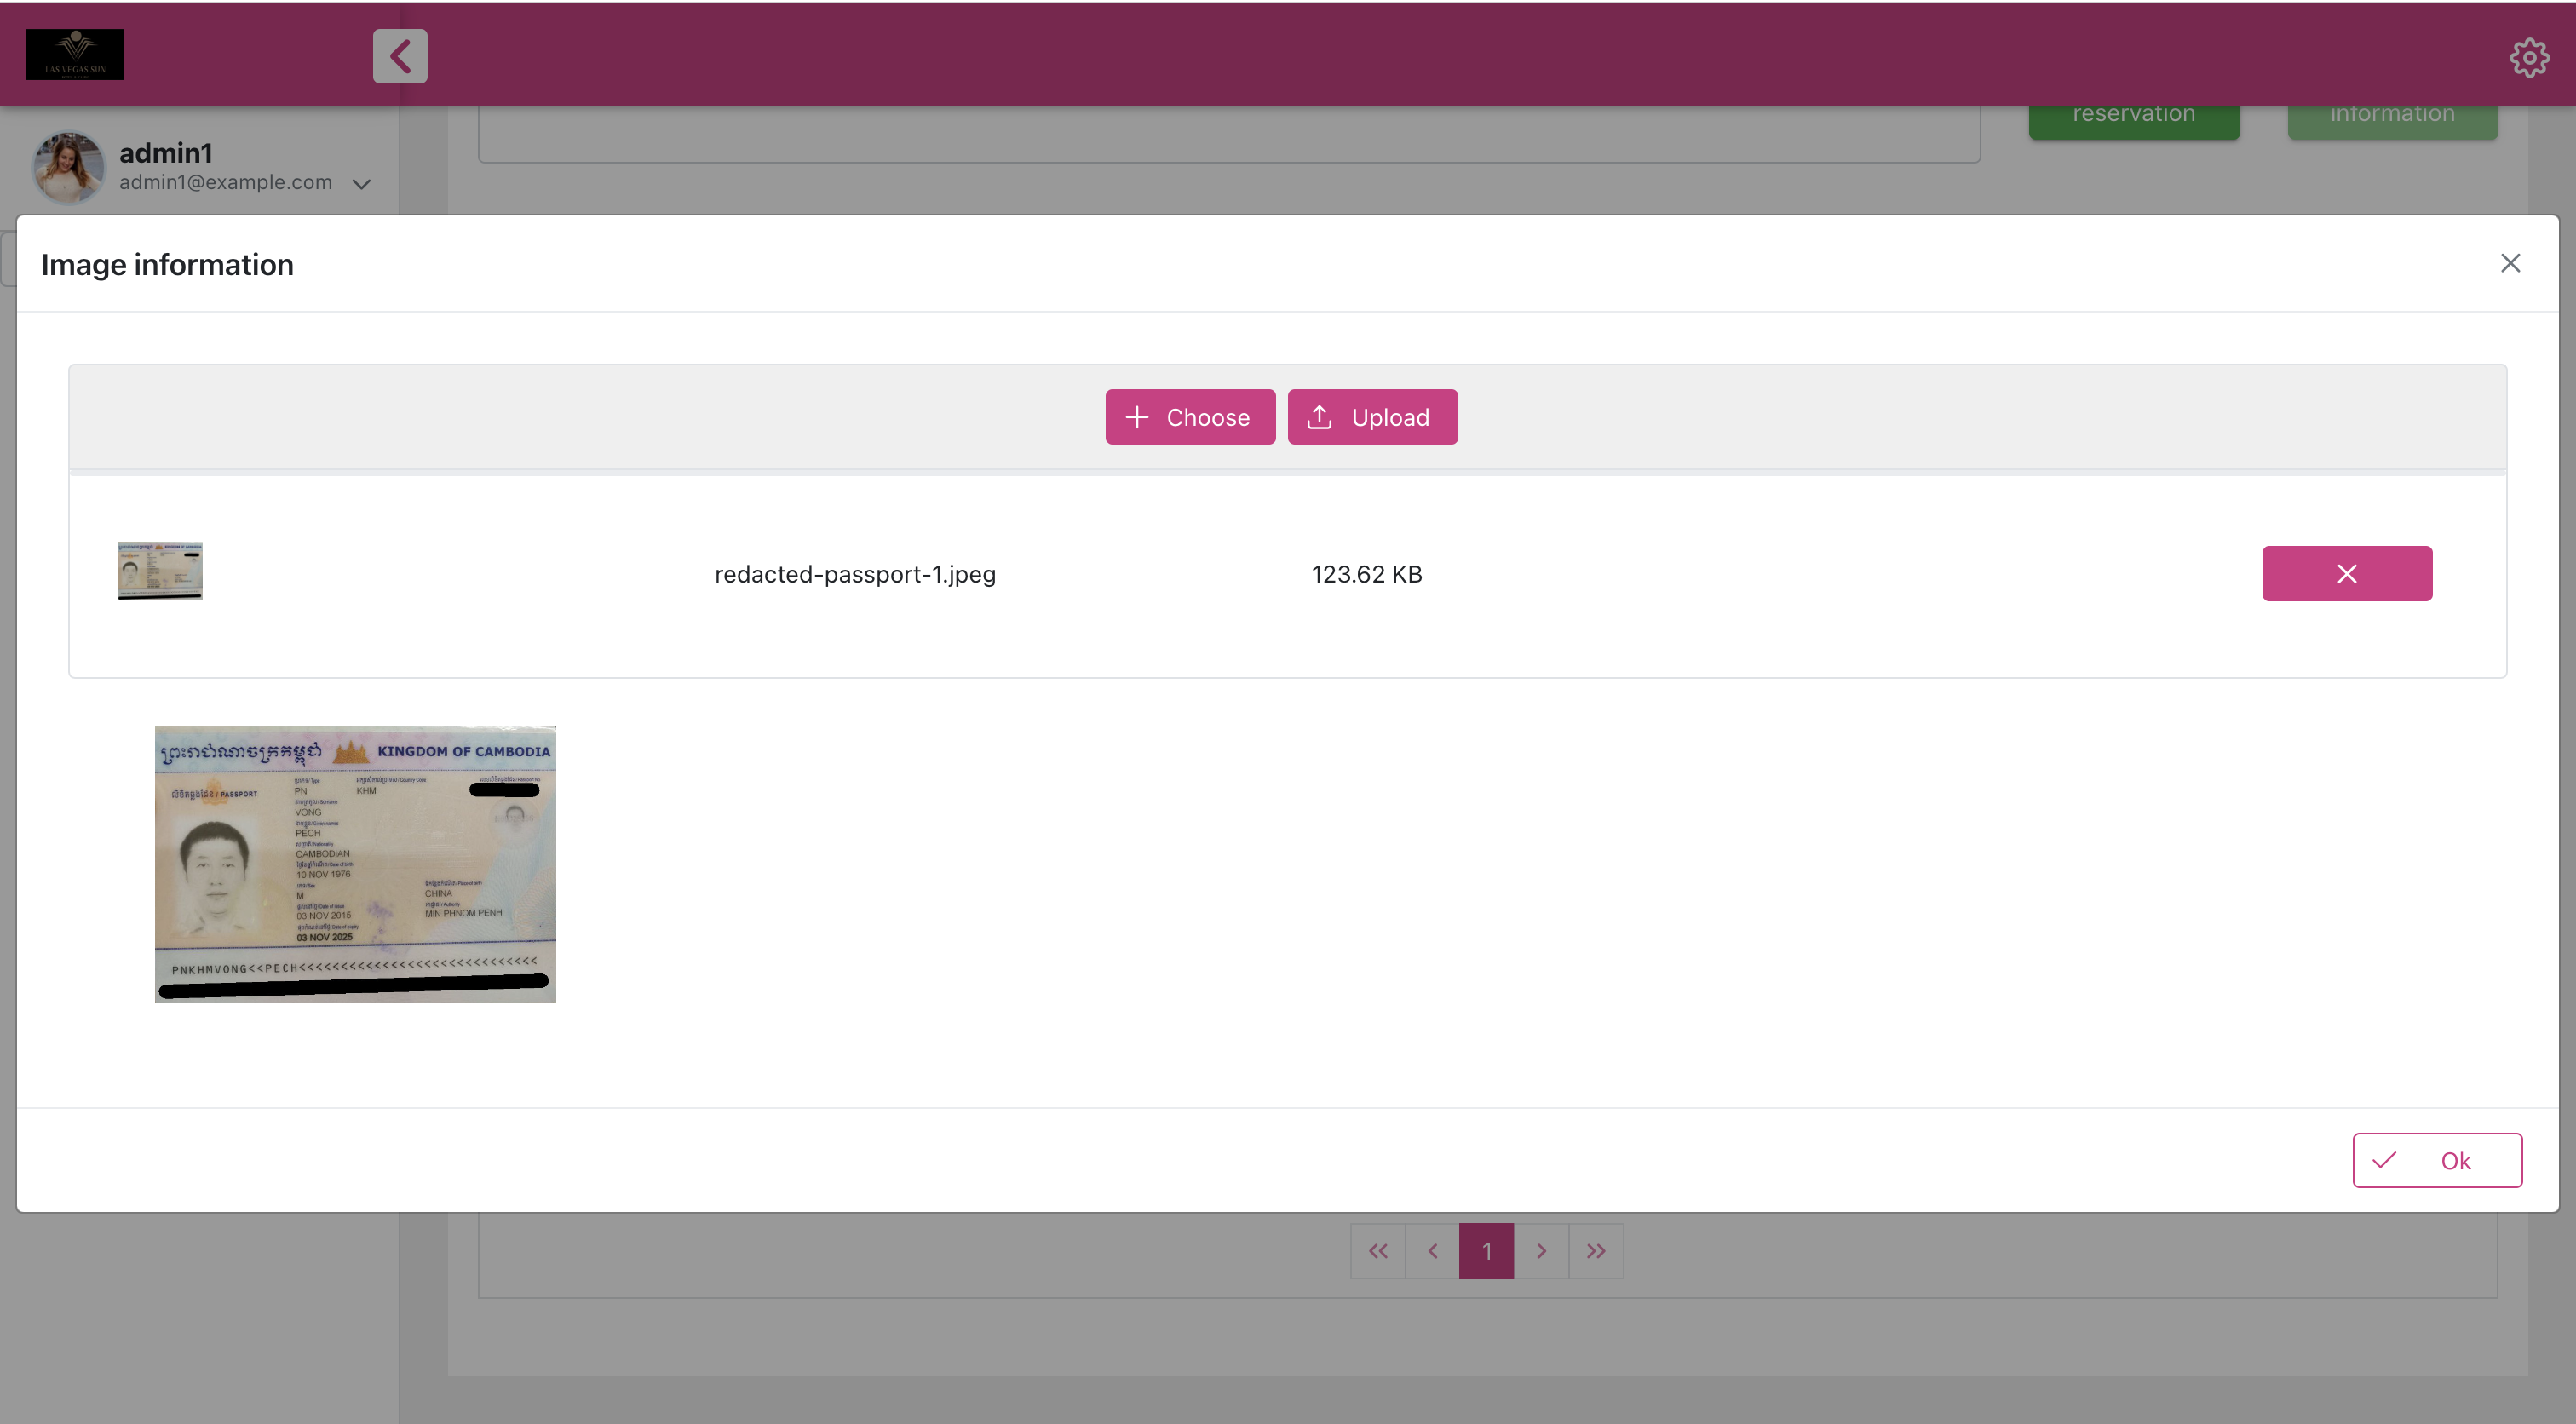 LAS VEGAS SUN
reservation
information
admin1
admin1@example.com
Image information
Choose
Upload
redacted-passport-1.jpeg
123.62 KB
ព្រះរាជាណាចក្រកម្ពុជា KINGDOM OF CAMBODIA
លិខិតឆ្លងដែន / PASSPORT
PN KHM
VONG
PECH
CAMBODIAN
10 NOV 1976
M
CHINA
03 NOV 2015
MIN PHNOM PENH
03 NOV 2025
PNKHMVONG<<PECH<<<<<<<<<<<<<<<<<<<<<<<<<<<<<
Ok
1